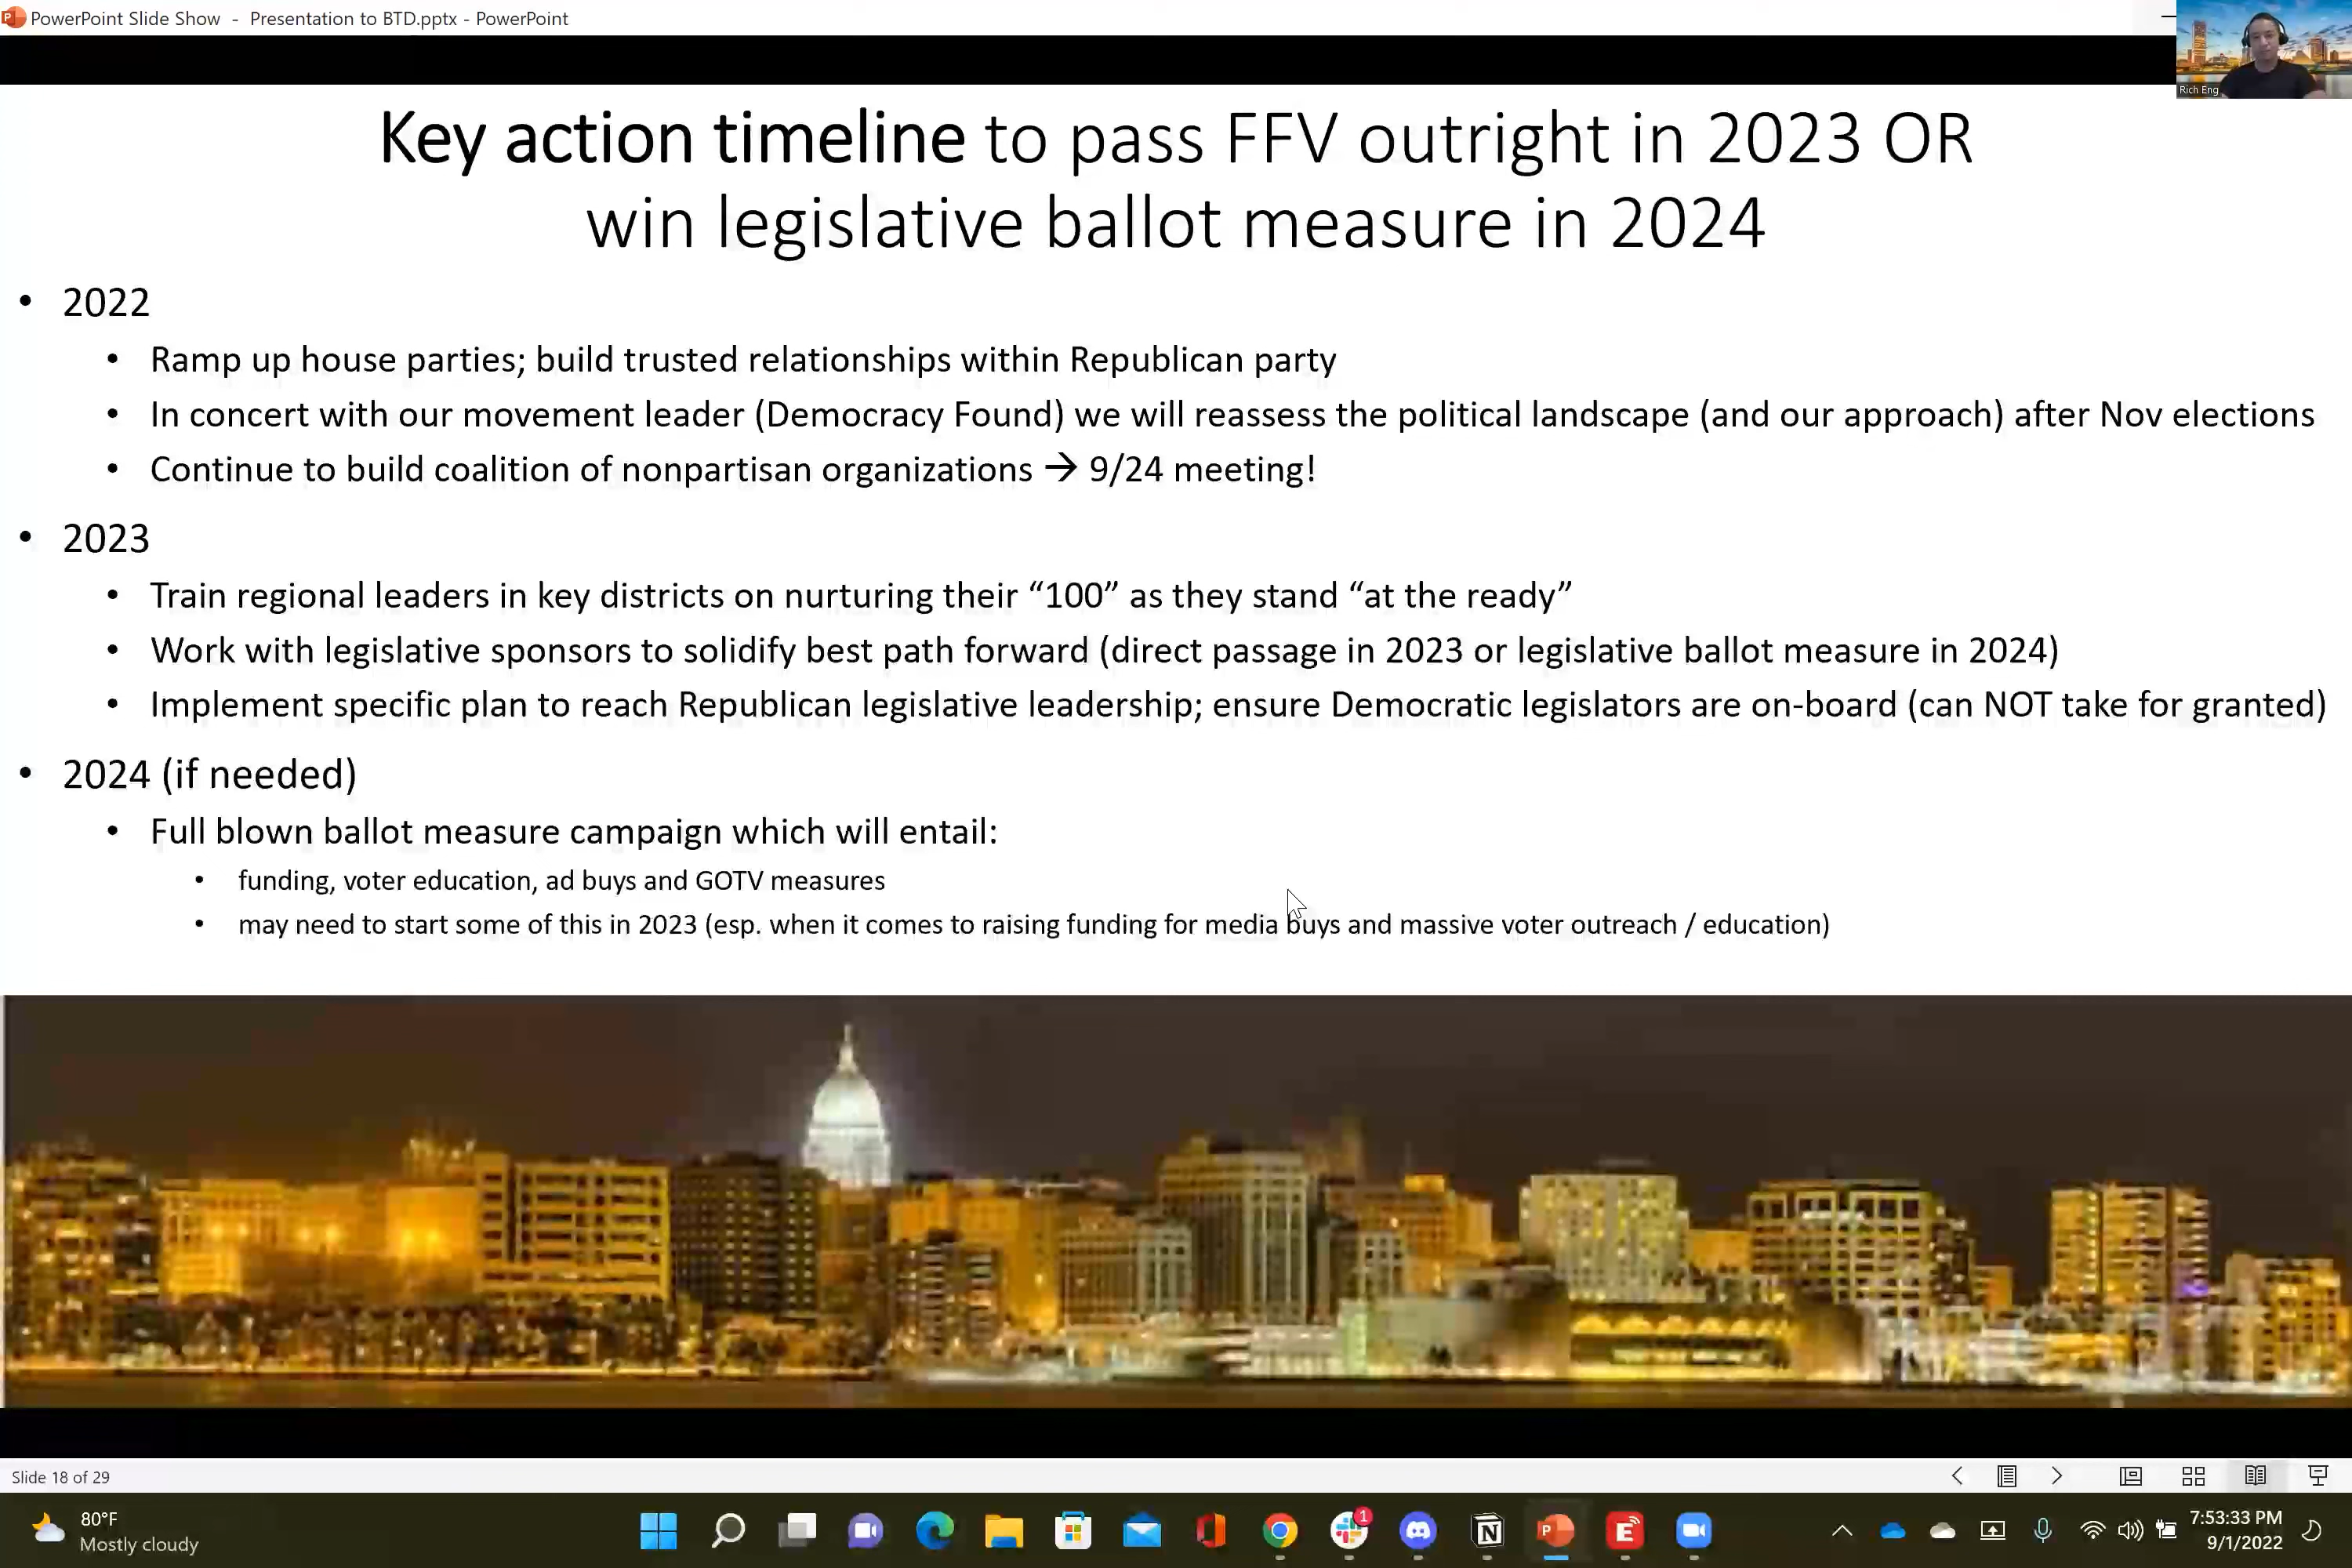 PowerPoint Slide Show - Presentation to BTD.pptx - PowerPoint
Rich Eng
Key action timeline to pass FFV outright in 2023 OR
win legislative ballot measure in 2024
• 2022
• Ramp up house parties; build trusted relationships within Republican party
• In concert with our movement leader (Democracy Found) we will reassess the political landscape (and our approach) after Nov elections
• Continue to build coalition of nonpartisan organizations → 9/24 meeting!
• 2023
• Train regional leaders in key districts on nurturing their “100” as they stand “at the ready”
• Work with legislative sponsors to solidify best path forward (direct passage in 2023 or legislative ballot measure in 2024)
• Implement specific plan to reach Republican legislative leadership; ensure Democratic legislators are on-board (can NOT take for granted)
• 2024 (if needed)
• Full blown ballot measure campaign which will entail:
• funding, voter education, ad buys and GOTV measures
• may need to start some of this in 2023 (esp. when it comes to raising funding for media buys and massive voter outreach / education)
Slide 18 of 29
80°F
Mostly cloudy
1
7:53:33 PM
9/1/2022